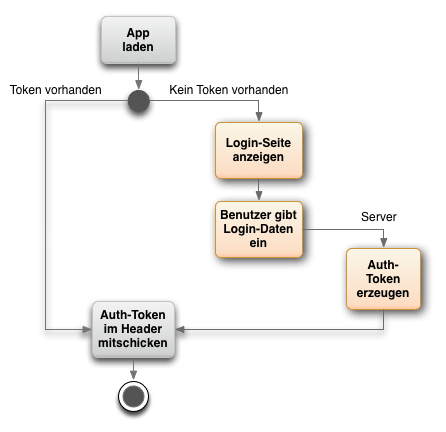 App
laden
Token vorhanden
Kein Token vorhanden
Login-Seite
anzeigen
Benutzer gibt
Login-Daten
ein
Server
Auth-
Token
erzeugen
Auth-Token
im Header
mitschicken